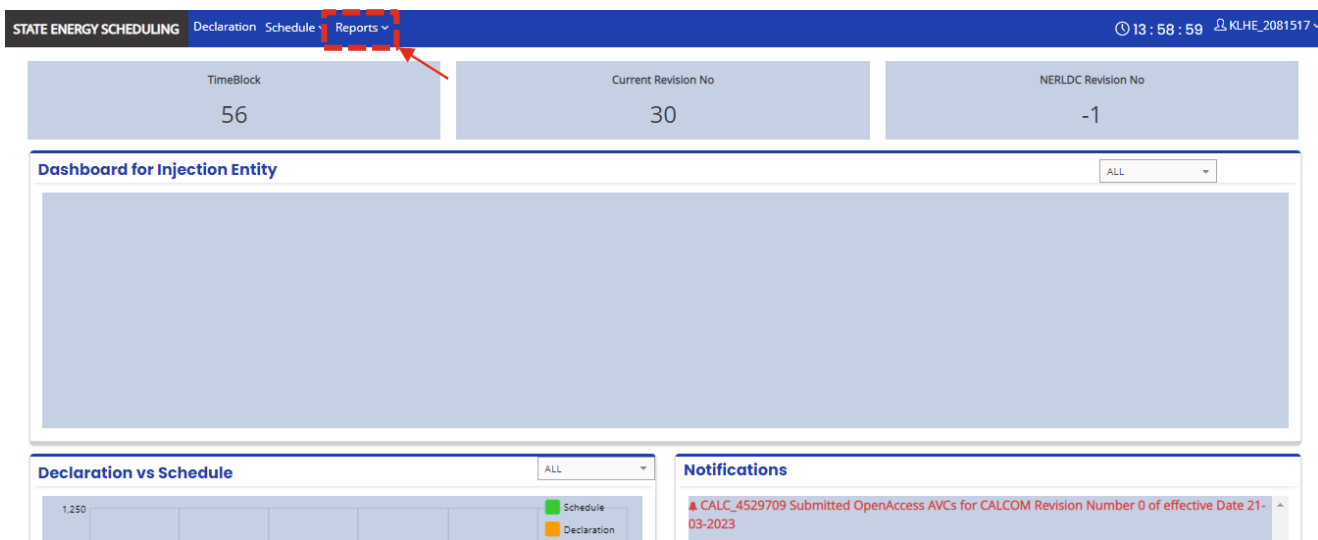 STATE ENERGY SCHEDULING Declaration Schedule Reports 13 : 58 : 59 KLHE_2081517
TimeBlock Current Revision No NERLDC Revision No
56 30 -1
Dashboard for Injection Entity ALL
Declaration vs Schedule ALL Notifications
1,250 Schedule CALC_4529709 Submitted OpenAccess AVCs for CALCOM Revision Number 0 of effective Date 21-
Declaration 03-2023